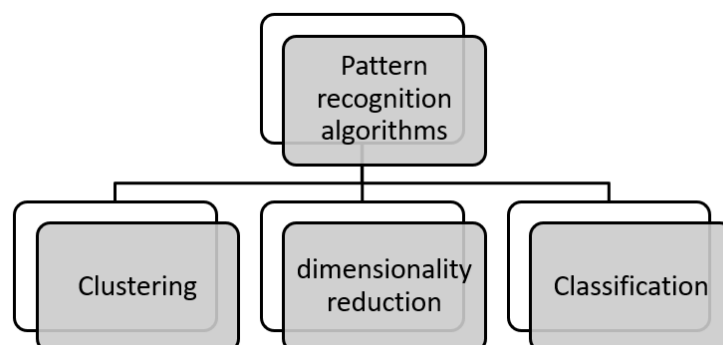 Pattern
recognition
algorithms
Clustering
dimensionality
reduction
Classification